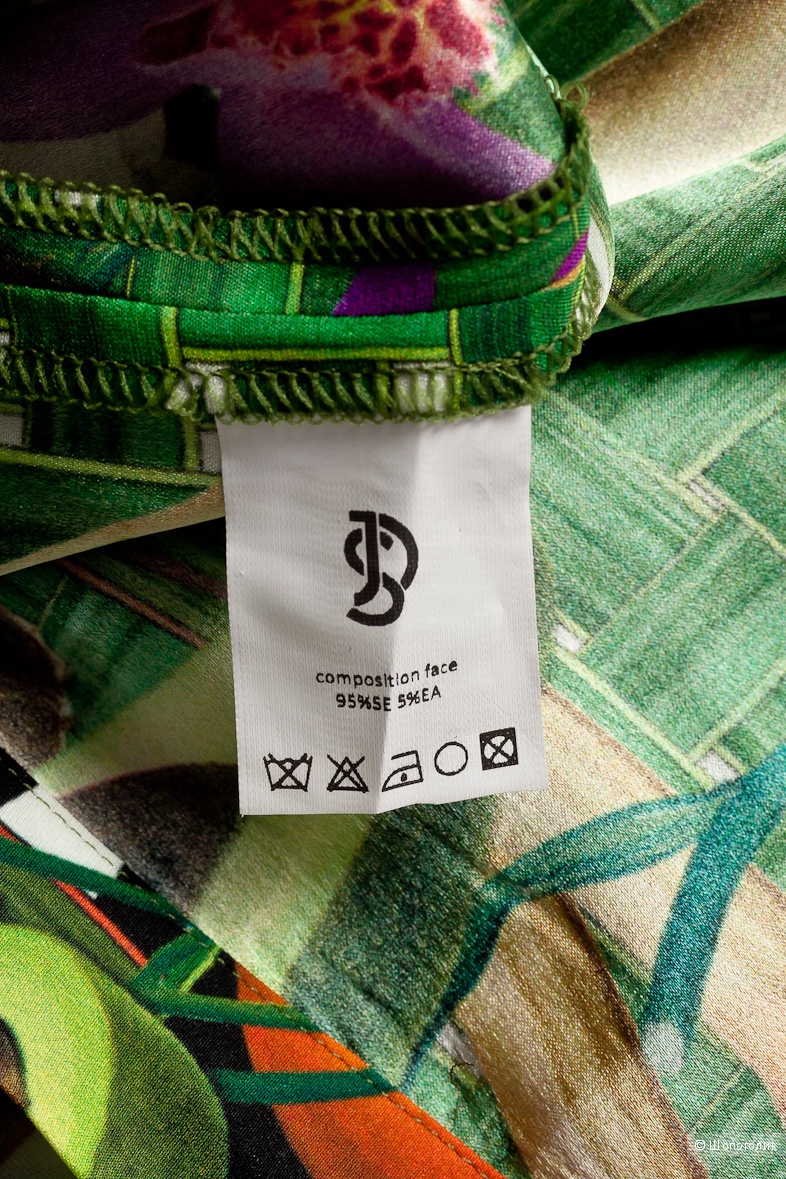 composition face
95%SE 5%EA
© Шопоголик